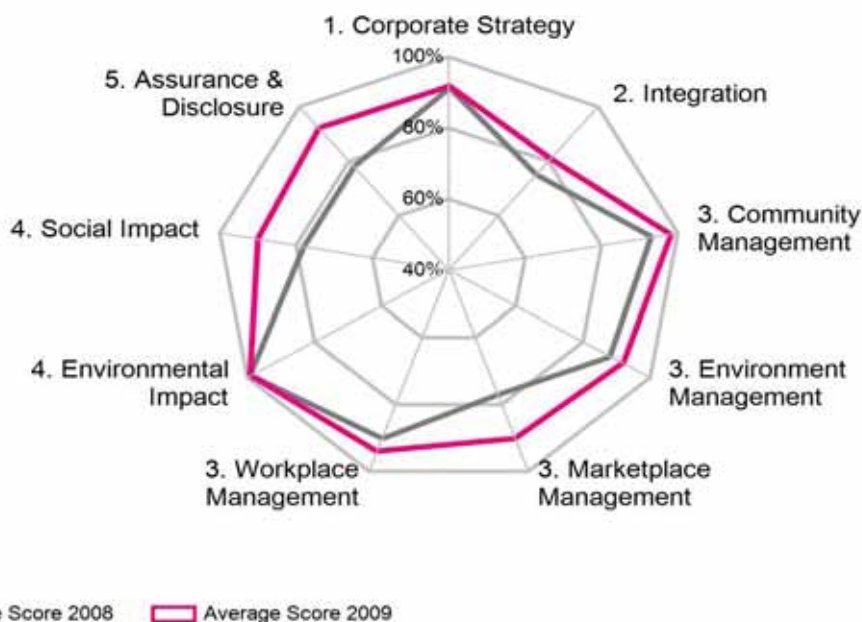 1. Corporate Strategy
100%
5. Assurance &
Disclosure
2. Integration
80%
4. Social Impact
60%
3. Community
Management
40%
4. Environmental
Impact
3. Environment
Management
3. Workplace
Management
3. Marketplace
Management
e Score 2008
Average Score 2009